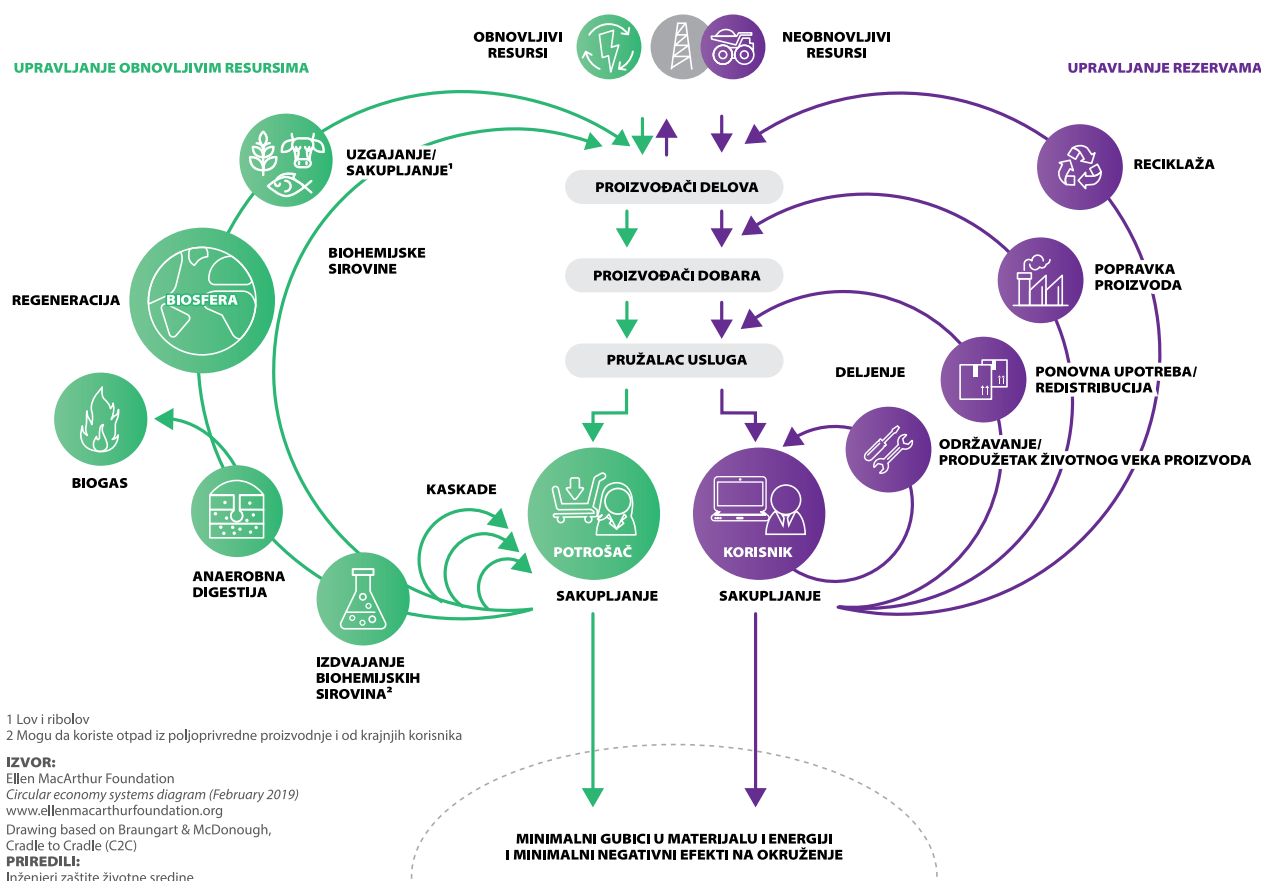 OBNOVLJIVI
RESURSI
NEOBNOVLJIVI
RESURSI
UPRAVLJANJE OBNOVLJIVIM RESURSIMA
UPRAVLJANJE REZERVAMA
UZGAJANJE/
SAKUPLJANJE¹
RECIKLAŽA
PROIZVOĐAČI DELOVA
BIOHEMIJSKE
SIROVINE
POPRAVKA
PROIZVODA
PROIZVOĐAČI DOBARA
REGENERACIJA
BIOSFERA
PRUŽALAC USLUGA
DELJENJE
PONOVNA UPOTREBA/
REDISTRIBUCIJA
ODRŽAVANJE/
PRODUŽETAK ŽIVOTNOG VEKA PROIZVODA
BIOGAS
KASKADE
POTROŠAČ
KORISNIK
ANAEROBNA
DIGESTIJA
SAKUPLJANJE
SAKUPLJANJE
IZDVAJANJE
BIOHEMIJSKIH
SIROVINA²
1 Lov i ribolov
2 Mogu da koriste otpad iz poljoprivredne proizvodnje i od krajnjih korisnika
IZVOR:
Ellen MacArthur Foundation
Circular economy systems diagram (February 2019)
www.ellenmacarthurfoundation.org
Drawing based on Braungart & McDonough,
Cradle to Cradle (C2C)
PRIREDILI:
Inženjeri zaštite životne sredine
MINIMALNI GUBICI U MATERIJALU I ENERGIJI
I MINIMALNI NEGATIVNI EFEKTI NA OKRUŽENJE